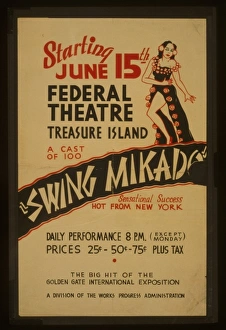 Starting
JUNE 15th
FEDERAL
THEATRE
TREASURE ISLAND
A CAST
OF 100
"SWING MIKADO"
Sensational Success
HOT FROM NEW YORK
DAILY PERFORMANCE 8 P.M. (EXCEPT MONDAY)
PRICES 25¢-50¢-75¢ PLUS TAX
THE BIG HIT OF THE
GOLDEN GATE INTERNATIONAL EXPOSITION
A DIVISION OF THE WORKS PROGRESS ADMINISTRATION